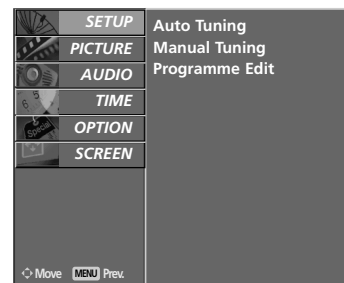 SETUP
PICTURE
AUDIO
TIME
OPTION
SCREEN
Auto Tuning
Manual Tuning
Programme Edit
Move MENU Prev.